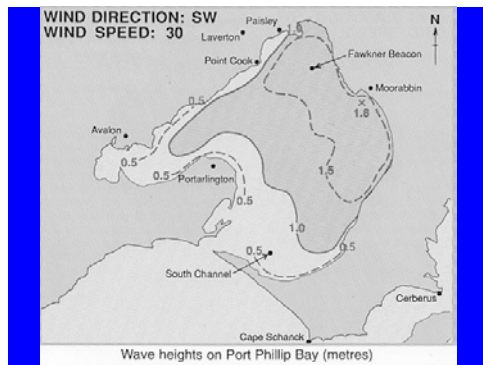 WIND DIRECTION: SW
WIND SPEED: 30
Paisley
1.0
N
Laverton
Fawkner Beacon
Point Cook
Moorabbin
0.5
1.8
Avalon
0.5
0.5
Portarlington
1.5
0.5
1.0
0.5
0.5
South Channel
Cerberus
Cape Schanck
Wave heights on Port Phillip Bay (metres)